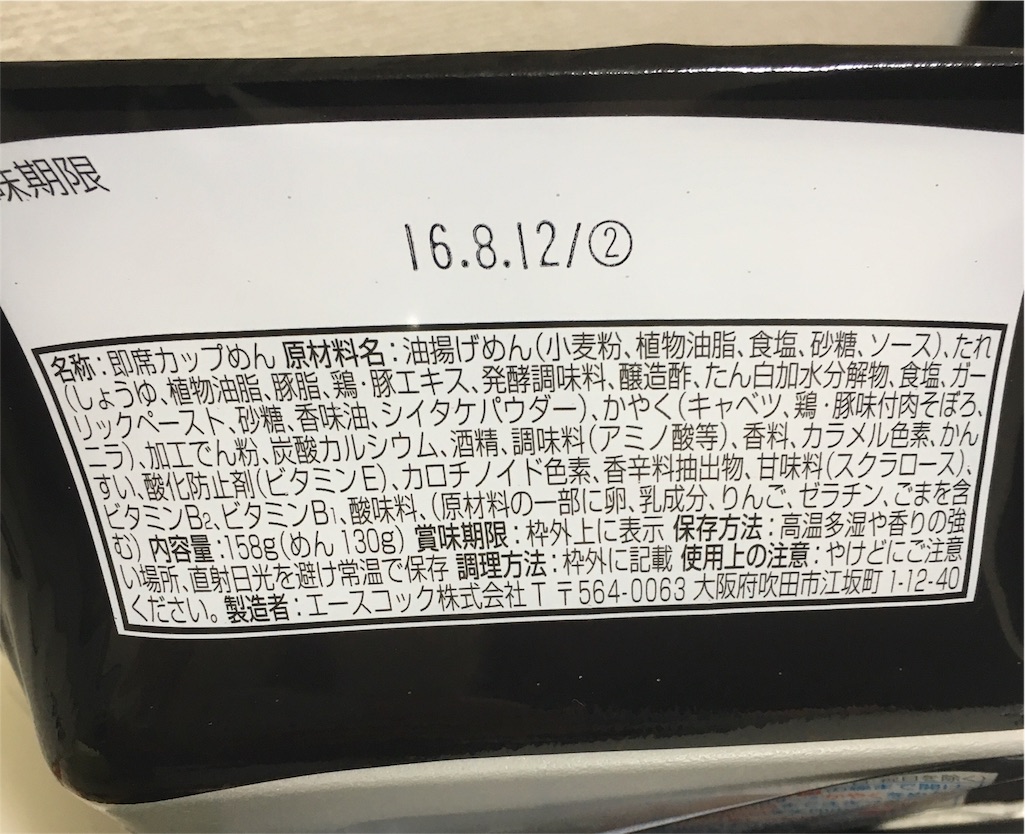 味期限
16.8.12/②
名称:即席カップめん 原材料名:油揚げめん(小麦粉、植物油脂、食塩、砂糖、ソース)、たれ
(しょうゆ、植物油脂、豚脂、鶏・豚エキス、発酵調味料、醸造酢、たん白加水分解物、食塩、ガー
リックペースト、砂糖、香味油、シイタケパウダー)、かやく(キャベツ、鶏・豚味付肉そぼろ、
ニラ)、加工でん粉、炭酸カルシウム、酒精、調味料(アミノ酸等)、香料、カラメル色素、かん
すい、酸化防止剤(ビタミンE)、カロチノイド色素、香辛料抽出物、甘味料(スクラロース)、
ビタミンB₂、ビタミンB₁、酸味料、(原材料の一部に卵、乳成分、りんご、ゼラチン、ごまを含
む) 内容量:158g(めん 130g) 賞味期限:枠外上に表示 保存方法:高温多湿や香りの強
い場所、直射日光を避け常温で保存 調理方法:枠外に記載 使用上の注意:やけどにご注意
ください。製造者:エースコック株式会社T 〒564-0063 大阪府吹田市江坂町 1-12-40